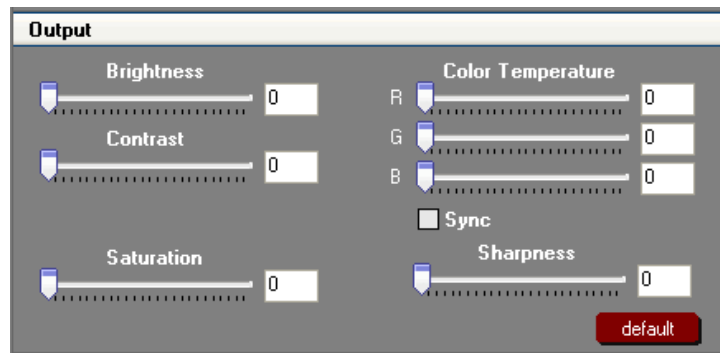 Output
Brightness
0
Contrast
0
Saturation
0
Color Temperature
R 0
G 0
B 0
Sync
Sharpness
0
default